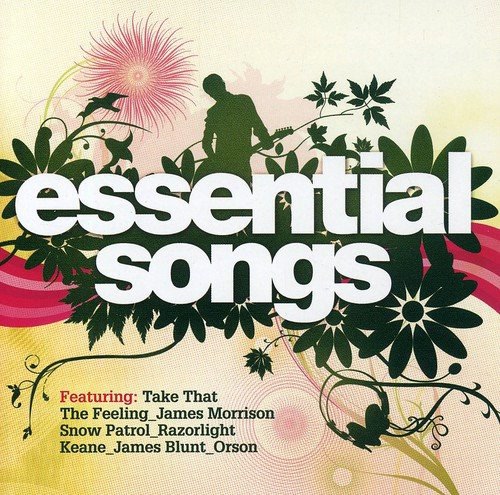 essential
songs
Featuring: Take That
The Feeling_James Morrison
Snow Patrol_Razorlight
Keane_James Blunt_Orson